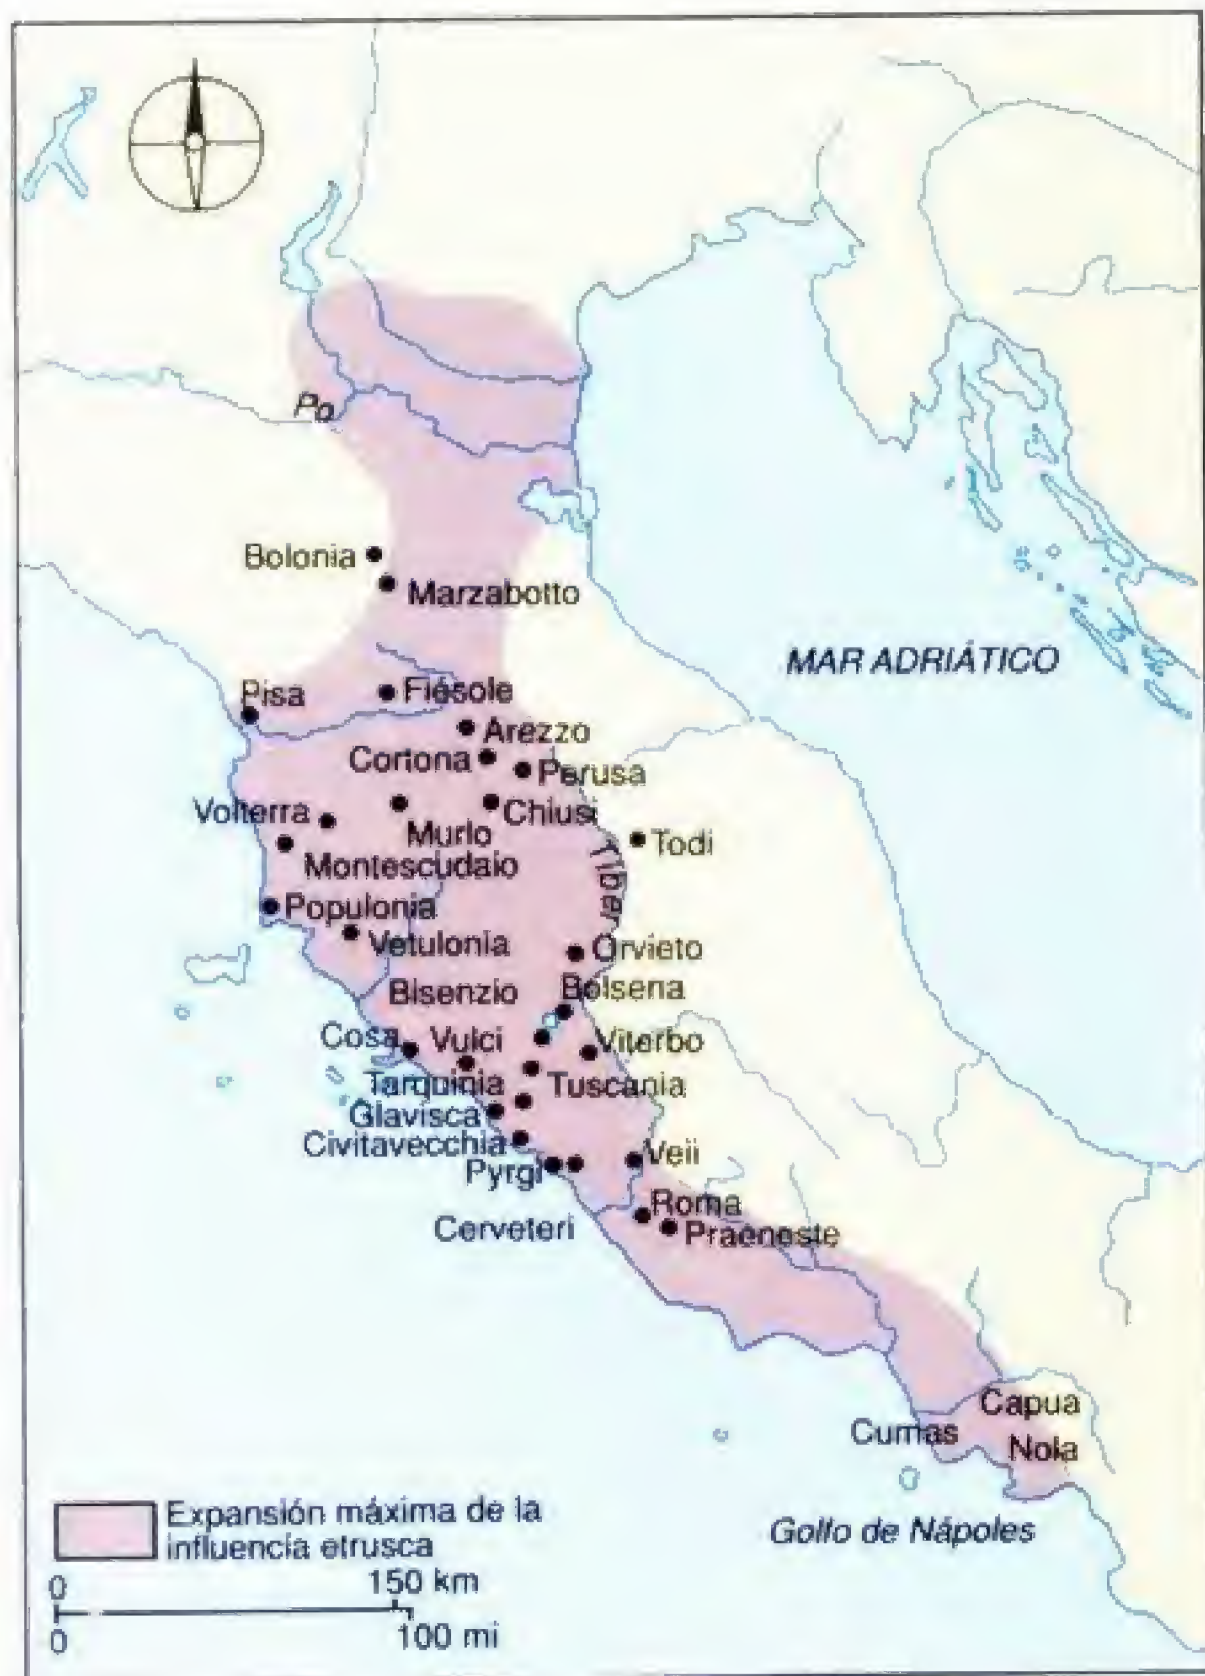 Po
Bolonia
Marzabotto
MAR ADRIÁTICO
Pisa
Fiésole
Arezzo
Cortona
Perusa
Volterra
Murlo
Chiusi
Todi
Montescudaio
Tíber
Populonia
Vetulonia
Orvieto
Bisenzio
Bolsena
Cosa
Vulci
Viterbo
Tarquinia
Tuscania
Glavisca
Civitavecchia
Pyrgi
Veii
Roma
Cerveteri
Praeneste
Capua
Cumas
Nola
Golfo de Nápoles
Expansión máxima de la
influencia etrusca
0
150 km
0
100 mi